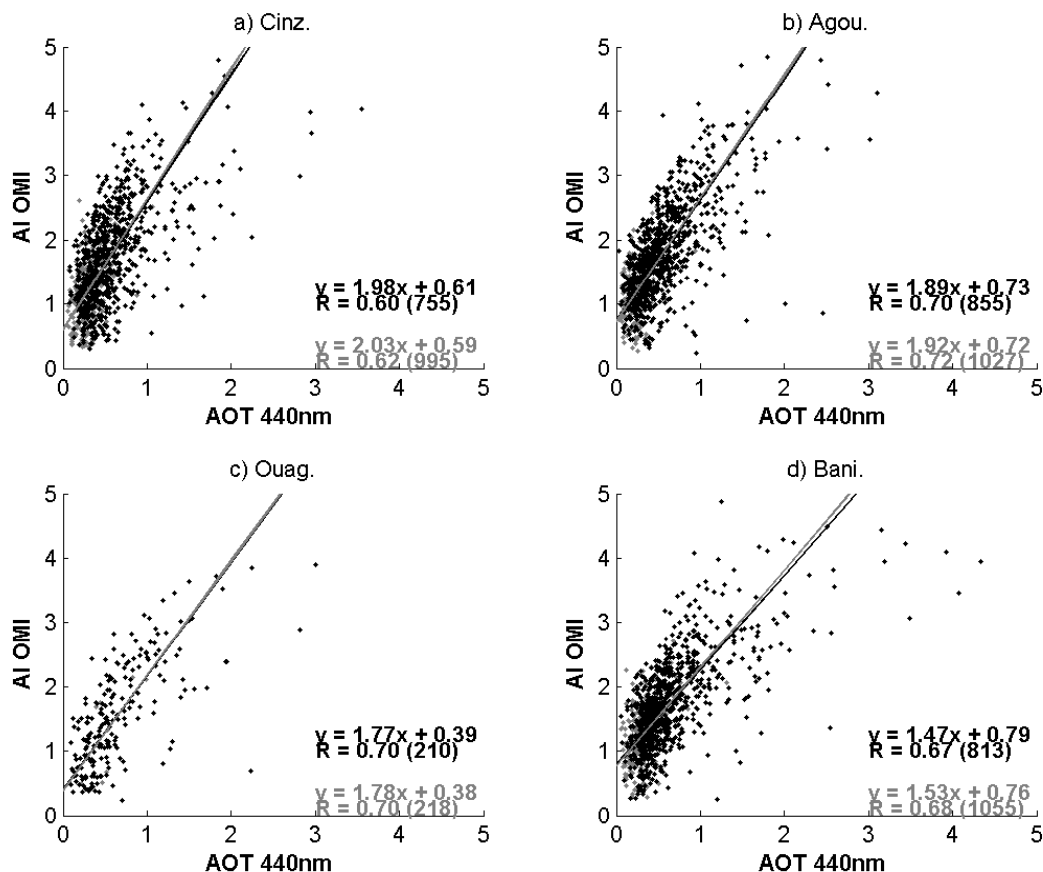 a) Cinz.
5
4
3
2
1
0
AI OMI
y = 1.98x + 0.61
R = 0.60 (755)
y = 2.03x + 0.59
R = 0.62 (995)
0 1 2 3 4 5
AOT 440nm
b) Agou.
5
4
3
2
1
0
AI OMI
y = 1.89x + 0.73
R = 0.70 (855)
y = 1.92x + 0.72
R = 0.72 (1027)
0 1 2 3 4 5
AOT 440nm
c) Ouag.
5
4
3
2
1
0
AI OMI
y = 1.77x + 0.39
R = 0.70 (210)
y = 1.78x + 0.38
R = 0.70 (218)
0 1 2 3 4 5
AOT 440nm
d) Bani.
5
4
3
2
1
0
AI OMI
y = 1.47x + 0.79
R = 0.67 (813)
y = 1.53x + 0.76
R = 0.68 (1055)
0 1 2 3 4 5
AOT 440nm